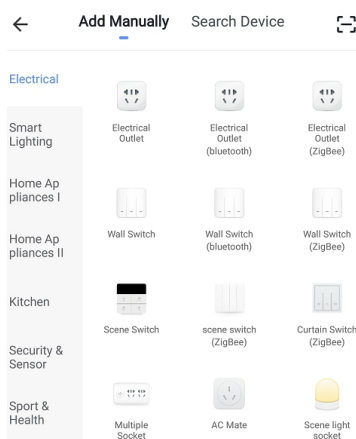 Add Manually
Search Device
Electrical
Smart
Lighting
Home Ap
pliances I
Home Ap
pliances II
Kitchen
Security &
Sensor
Sport &
Health
Electrical
Outlet
Electrical
Outlet
(bluetooth)
Electrical
Outlet
(ZigBee)
Wall Switch
Wall Switch
(bluetooth)
Wall Switch
(ZigBee)
Scene Switch
scene switch
(ZigBee)
Curtain Switch
(ZigBee)
Multiple
Socket
AC Mate
Scene light
socket